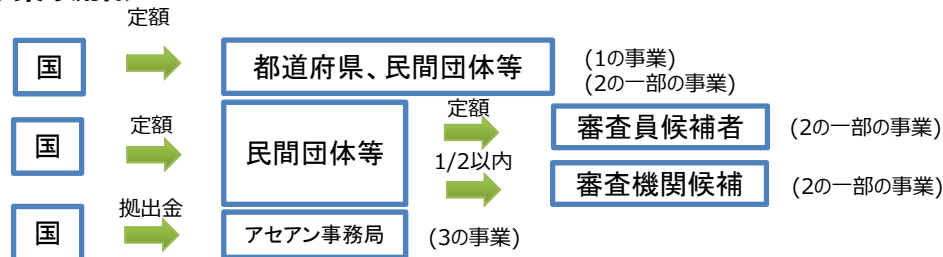 定額
国
都道府県、民間団体等
(1の事業)
(2の一部の事業)
国
定額
民間団体等
定額
審査員候補者
(2の一部の事業)
1/2以内
審査機関候補
(2の一部の事業)
国
拠出金
アセアン事務局
(3の事業)